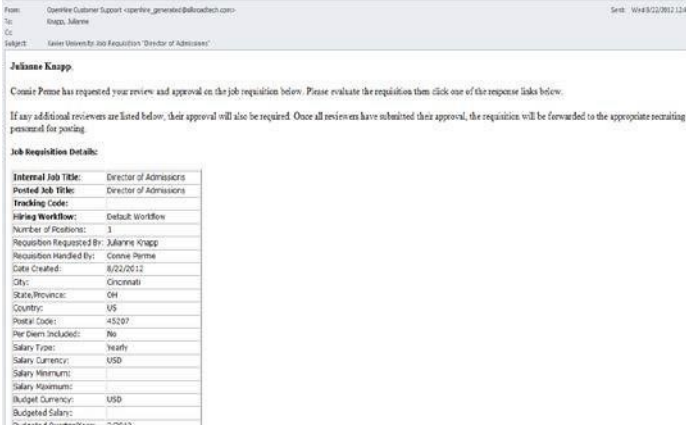 From: OpenHire Customer Support <openhire_generated@silkroadtech.com> Sent: Wed 8/22/2012 12:4
To: Knapp, Julianne
Cc:
Subject: Xavier University Job Requisition "Director of Admissions"
Julianne Knapp,
Connie Perme has requested your review and approval on the job requisition below. Please evaluate the requisition then click one of the response links below.
If any additional reviewers are listed below, their approval will also be required. Once all reviewers have submitted their approval, the requisition will be forwarded to the appropriate recruiting
personnel for posting.
Job Requisition Details:
Internal Job Title: Director of Admissions
Posted Job Title: Director of Admissions
Tracking Code:
Hiring Workflow: Default Workflow
Number of Positions: 1
Requisition Requested By: Julianne Knapp
Requisition Handled By: Connie Perme
Date Created: 8/22/2012
City: Cincinnati
State/Province: OH
Country: US
Postal Code: 45207
Per Diem Included: No
Salary Type: Yearly
Salary Currency: USD
Salary Minimum:
Salary Maximum:
Budget Currency: USD
Budgeted Salary:
Budgeted Quarter/Year: